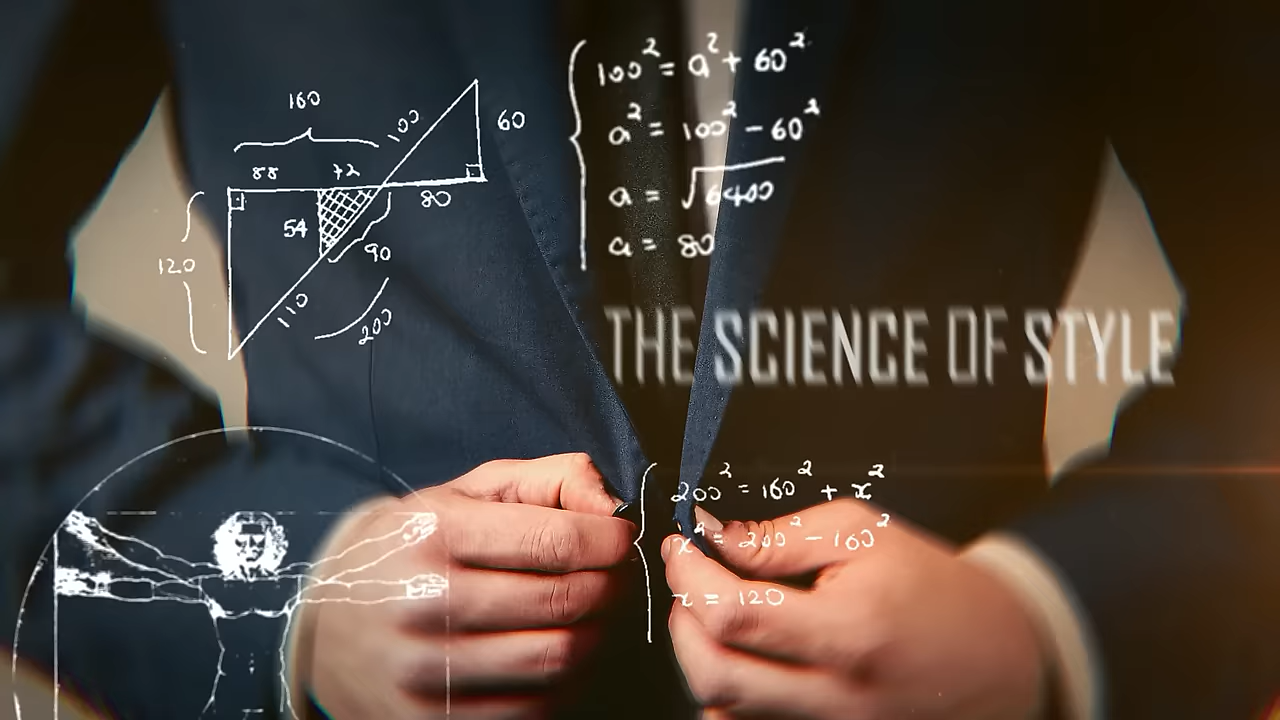 160
100
60
88
72
80
54
90
120
110
200
100² = a² + 60²
a² = 100² - 60²
a = √6400
a = 80
THE SCIENCE OF STYLE
200² = 160² + x²
x² = 200² - 160²
x = 120